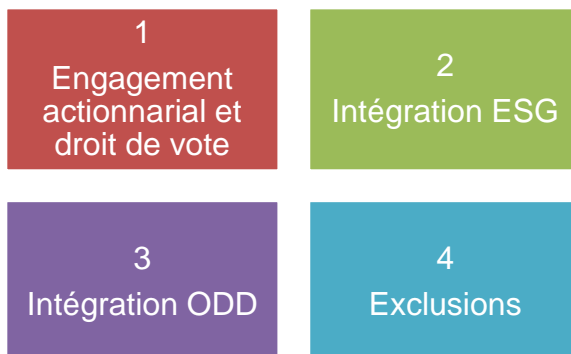 1
Engagement
actionnarial et
droit de vote
2
Intégration ESG
3
Intégration ODD
4
Exclusions